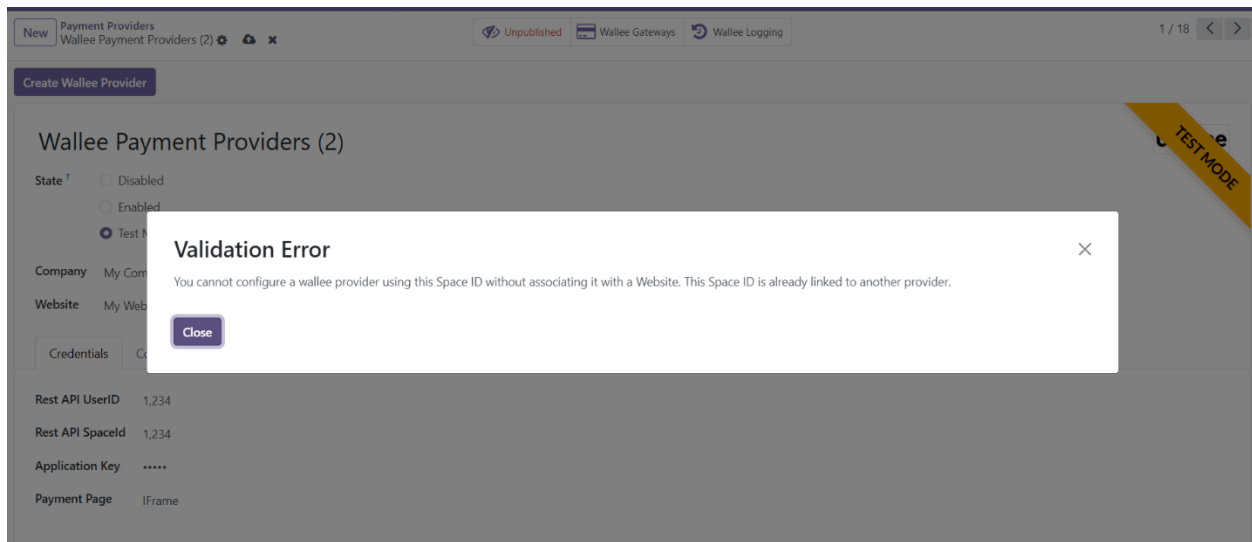 New
Payment Providers
Wallee Payment Providers (2)
Unpublished
Wallee Gateways
Wallee Logging
1 / 18
Create Wallee Provider
Wallee Payment Providers (2)
TEST MODE
State ?
Disabled
Enabled
Test
Company My Com
Website My Web
Validation Error
You cannot configure a wallee provider using this Space ID without associating it with a Website. This Space ID is already linked to another provider.
Close
Credentials
Rest API UserID 1,234
Rest API SpaceId 1,234
Application Key •••••
Payment Page IFrame